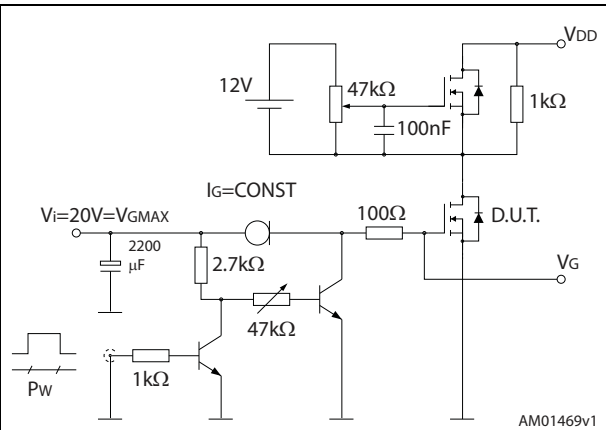 VDD
12V
47kΩ
1kΩ
100nF
IG=CONST
Vi=20V=VGMAX
100Ω
D.U.T.
2200
μF
2.7kΩ
VG
47kΩ
1kΩ
PW
AM01469v1